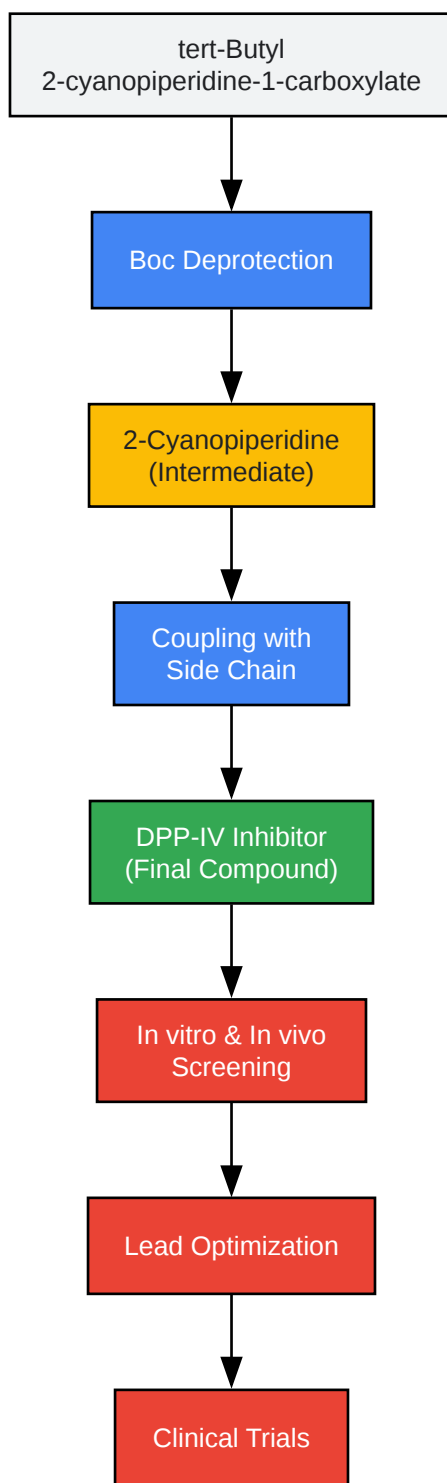 tert-Butyl
2-cyanopiperidine-1-carboxylate
Boc Deprotection
2-Cyanopiperidine
(Intermediate)
Coupling with
Side Chain
DPP-IV Inhibitor
(Final Compound)
In vitro & In vivo
Screening
Lead Optimization
Clinical Trials